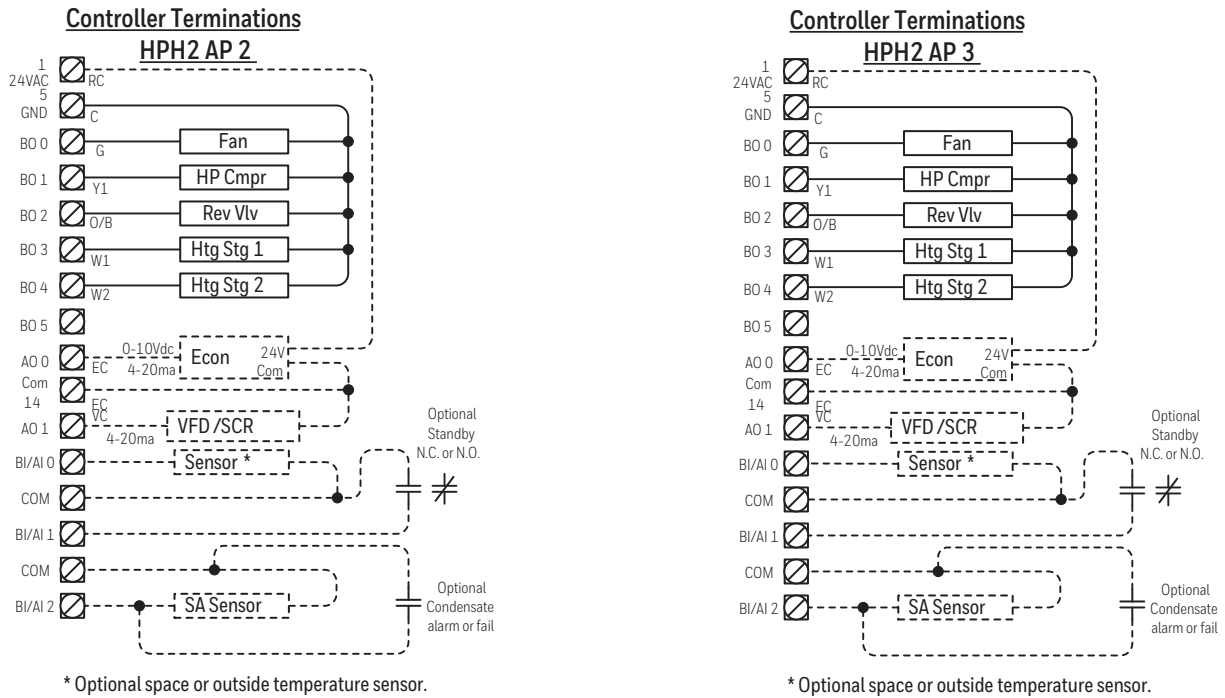 Controller Terminations
HPH2 AP 2
1
24VAC
RC
5
GND
C
BO 0
G
Fan
BO 1
Y1
HP Cmpr
BO 2
O/B
Rev Vlv
BO 3
W1
Htg Stg 1
BO 4
W2
Htg Stg 2
BO 5
AO 0
EC
0-10Vdc
4-20ma
Econ
24V
Com
Com
14
EC
VC
AO 1
4-20ma
VFD /SCR
Optional
Standby
N.C. or N.O.
BI/AI 0
Sensor *
COM
BI/AI 1
COM
BI/AI 2
SA Sensor
Optional
Condensate
alarm or fail
* Optional space or outside temperature sensor.
Controller Terminations
HPH2 AP 3
1
24VAC
RC
5
GND
C
BO 0
G
Fan
BO 1
Y1
HP Cmpr
BO 2
O/B
Rev Vlv
BO 3
W1
Htg Stg 1
BO 4
W2
Htg Stg 2
BO 5
AO 0
EC
0-10Vdc
4-20ma
Econ
24V
Com
Com
14
EC
VC
AO 1
4-20ma
VFD /SCR
Optional
Standby
N.C. or N.O.
BI/AI 0
Sensor *
COM
BI/AI 1
COM
BI/AI 2
SA Sensor
Optional
Condensate
alarm or fail
* Optional space or outside temperature sensor.